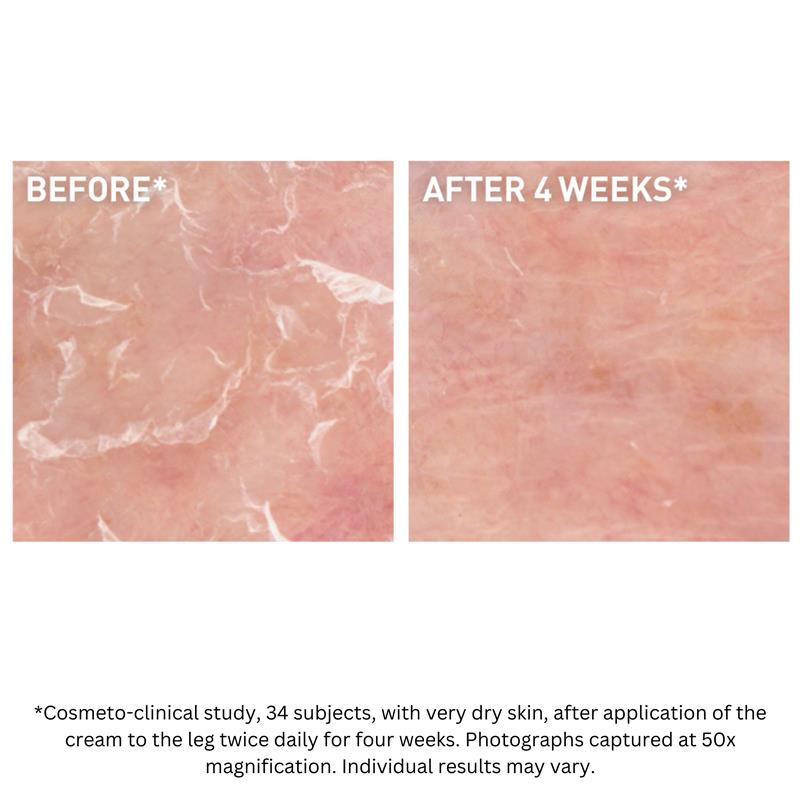 BEFORE*
AFTER 4 WEEKS*
*Cosmeto-clinical study, 34 subjects, with very dry skin, after application of the
cream to the leg twice daily for four weeks. Photographs captured at 50x
magnification. Individual results may vary.